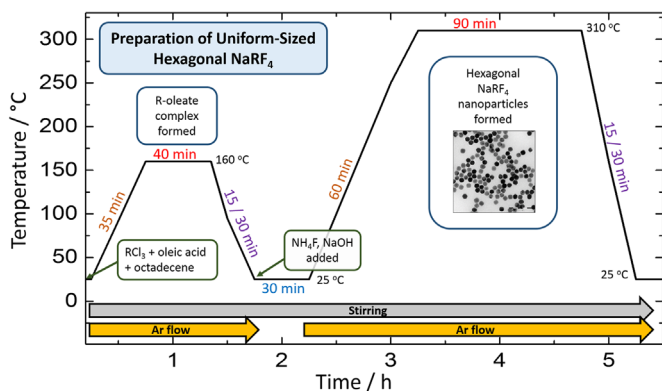 Preparation of Uniform-Sized
Hexagonal NaRF₄
Temperature / °C
300
250
200
150
100
50
0
R-oleate
complex
formed
35 min
40 min
160 °C
15 / 30 min
RCl₃ + oleic acid
+ octadecene
NH₄F, NaOH
added
30 min
25 °C
60 min
90 min
310 °C
Hexagonal
NaRF₄
nanoparticles
formed
15 / 30 min
25 °C
Stirring
Ar flow
Ar flow
1
2
3
4
5
Time / h